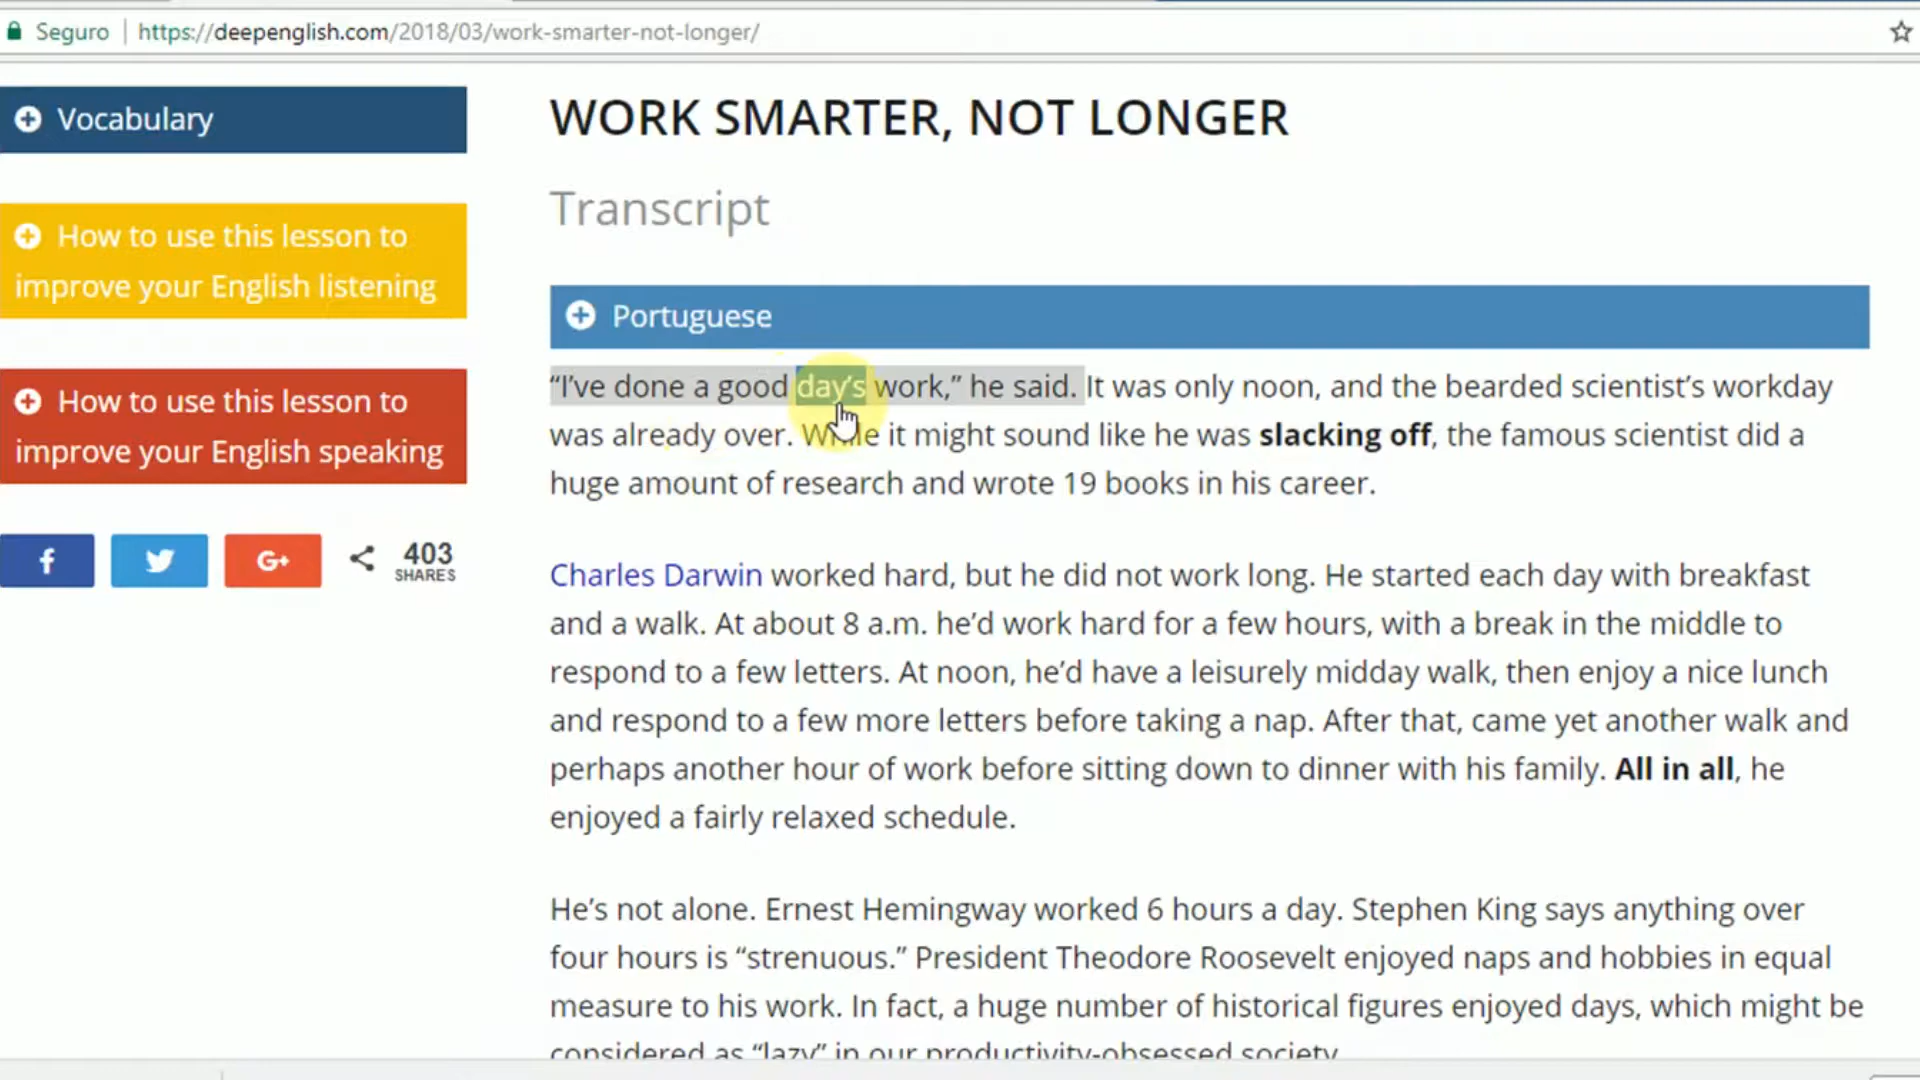 Seguro | https://deepenglish.com/2018/03/work-smarter-not-longer/
Vocabulary
How to use this lesson to
improve your English listening
How to use this lesson to
improve your English speaking
f
G+
403
SHARES
WORK SMARTER, NOT LONGER
Transcript
Portuguese
“I’ve done a good day’s work,” he said. It was only noon, and the bearded scientist’s workday
was already over. While it might sound like he was slacking off, the famous scientist did a
huge amount of research and wrote 19 books in his career.
Charles Darwin worked hard, but he did not work long. He started each day with breakfast
and a walk. At about 8 a.m. he’d work hard for a few hours, with a break in the middle to
respond to a few letters. At noon, he’d have a leisurely midday walk, then enjoy a nice lunch
and respond to a few more letters before taking a nap. After that, came yet another walk and
perhaps another hour of work before sitting down to dinner with his family. All in all, he
enjoyed a fairly relaxed schedule.
He’s not alone. Ernest Hemingway worked 6 hours a day. Stephen King says anything over
four hours is “strenuous.” President Theodore Roosevelt enjoyed naps and hobbies in equal
measure to his work. In fact, a huge number of historical figures enjoyed days, which might be
considered as “lazy” in our productivity-obsessed society.